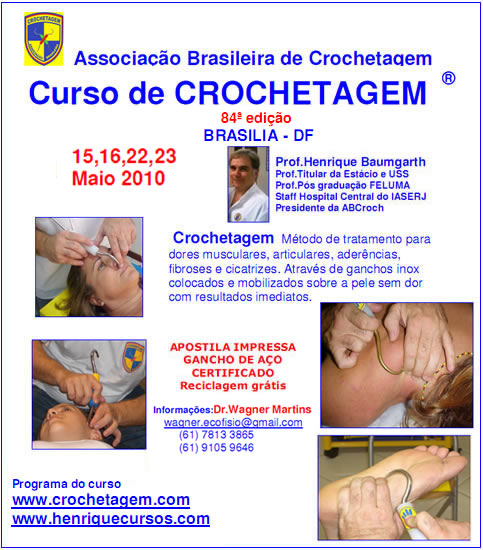 CROCHETAGEM
Associação Brasileira de Crochetagem
Curso de CROCHETAGEM ®
84ª edição
BRASILIA - DF
15,16,22,23
Maio 2010
Prof.Henrique Baumgarth
Prof.Titular da Estácio e USS
Prof.Pós graduação FELUMA
Staff Hospital Central do IASERJ
Presidente da ABCroch
Crochetagem Método de tratamento para
dores musculares, articulares, aderências,
fibroses e cicatrizes. Através de ganchos inox
colocados e mobilizados sobre a pele sem dor
com resultados imediatos.
APOSTILA IMPRESSA
GANCHO DE AÇO
CERTIFICADO
Reciclagem grátis
Informações:Dr.Wagner Martins
wagner.ecofisio@gmail.com
(61) 7813 3865
(61) 9105 9646
Programa do curso
www.crochetagem.com
www.henriquecursos.com